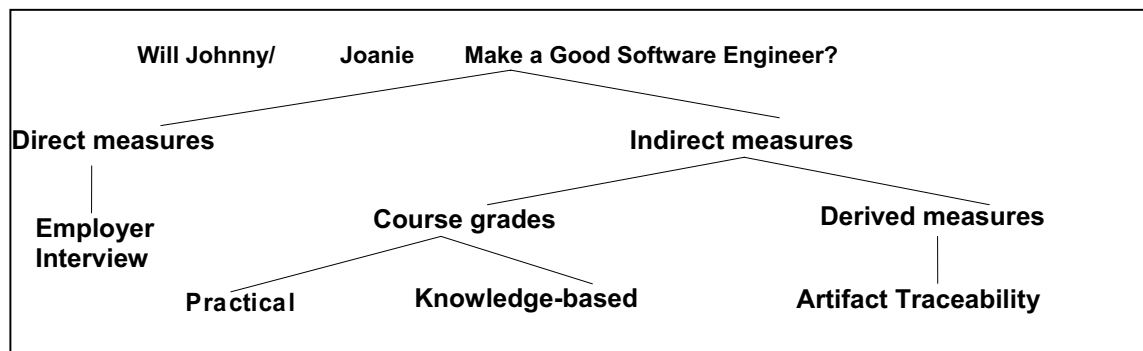 Will Johnny/ Joanie Make a Good Software Engineer?
Direct measures
Indirect measures
Employer
Interview
Course grades
Derived measures
Practical
Knowledge-based
Artifact Traceability